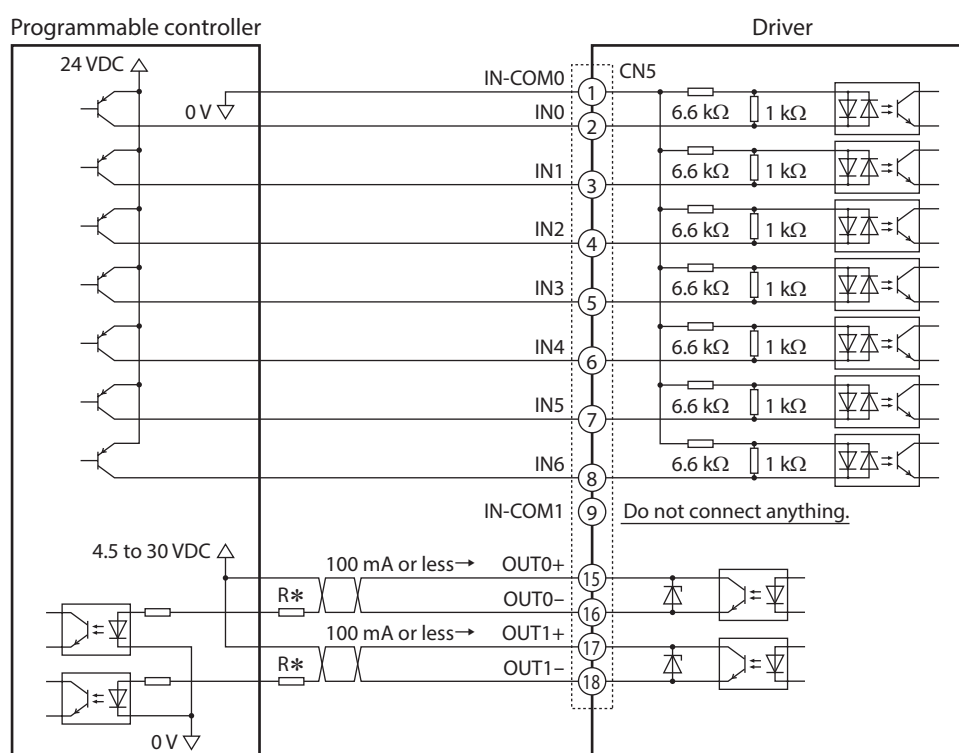 Programmable controller
Driver
24 VDC
CN5
IN-COM0
1
0 V
IN0
2
6.6 kΩ
1 kΩ
IN1
3
6.6 kΩ
1 kΩ
IN2
4
6.6 kΩ
1 kΩ
IN3
5
6.6 kΩ
1 kΩ
IN4
6
6.6 kΩ
1 kΩ
IN5
7
6.6 kΩ
1 kΩ
IN6
8
6.6 kΩ
1 kΩ
IN-COM1
9
Do not connect anything.
4.5 to 30 VDC
100 mA or less→
OUT0+
15
R*
OUT0−
16
100 mA or less→
OUT1+
17
R*
OUT1−
18
0 V